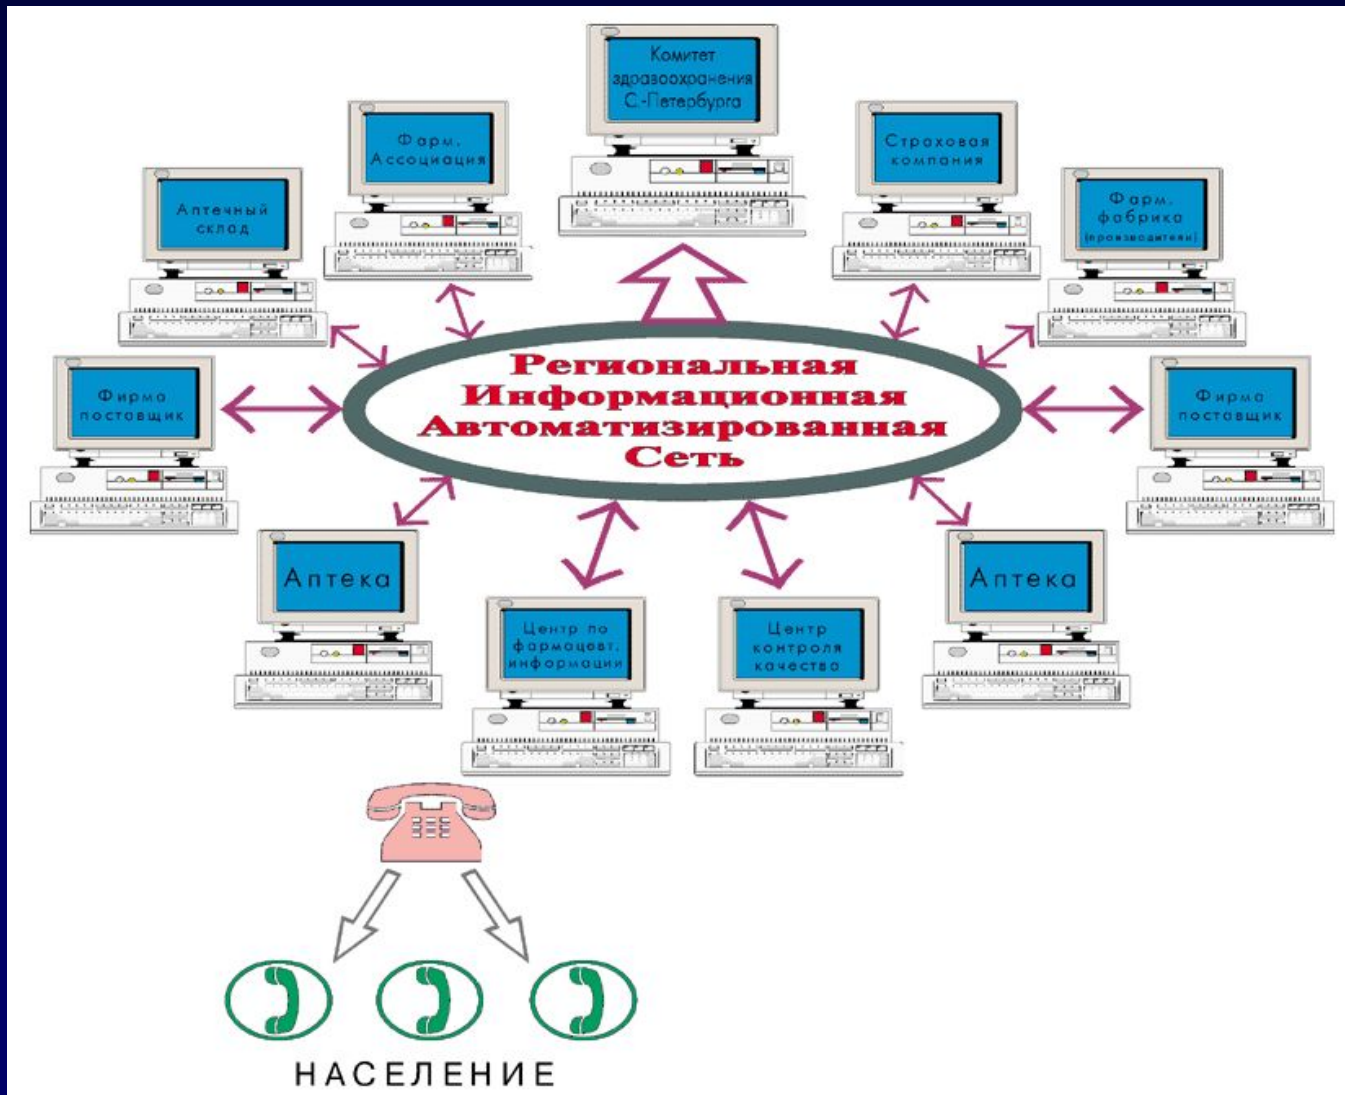 Комитет
здравоохранения
С.-Петербурга
Фарм.
Ассоциация
Страховая
компания
Аптечный
склад
Фарм.
фабрика
(производители)
Региональная
Информационная
Автоматизированная
Сеть
Фирма
поставщик
Фирма
поставщик
Аптека
Аптека
Центр по
фармацевт.
информации
Центр
контроля
качества
НАСЕЛЕНИЕ